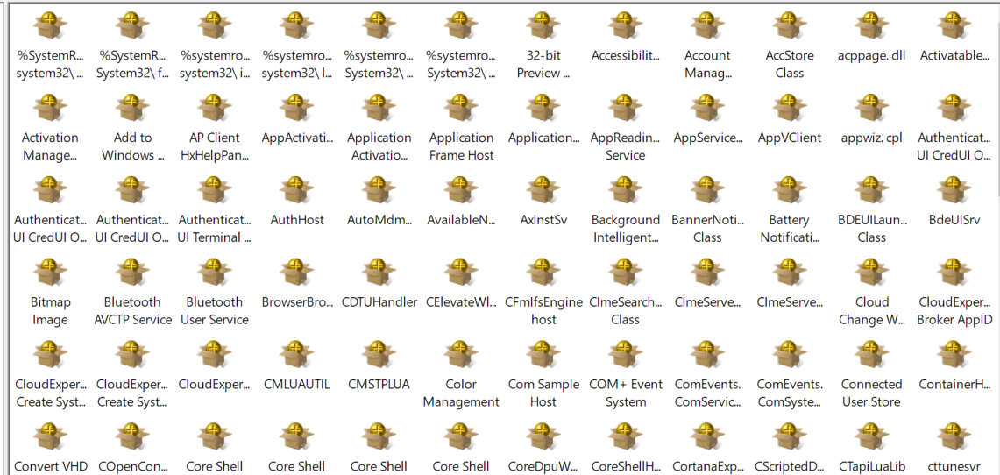 %SystemR... %SystemR... %systemro... %systemro... %systemro... %systemro... 32-bit Accessibilit... Account AccStore acppage. dll Activatable...
system32\ ... System32\ f... system32\ i... system32\ l... System32\ ... System32\ ... Preview ... Manag... Class
Activation Add to AP Client AppActivati... Application Application Application... AppReadin... AppService... AppVClient appwiz. cpl Authenticat...
Manage... Windows ... HxHelpPan... Activatio... Frame Host Service UI CredUI O...
Authenticat... Authenticat... Authenticat... AuthHost AutoMdm... AvailableN... AxInstSv Background BannerNoti... Battery BDEUILaun... BdeUISrv
UI CredUI O... UI CredUI O... UI Terminal ... Intelligent... Class Notificati... Class
Bitmap Bluetooth Bluetooth BrowserBro... CDTUHandler CElevateWl... CFmIfsEngine CImeSearch... CImeServe... CImeServe... Cloud CloudExper...
Image AVCTP Service User Service host Class Change W... Broker AppID
CloudExper... CloudExper... CloudExper... CMLUAUTIL CMSTPLUA Color Com Sample COM+ Event ComEvents. ComEvents. Connected ContainerH...
Create Syst... Create Syst... Management Host System ComServic... ComSyste... User Store
Convert VHD COpenCon... Core Shell Core Shell Core Shell Core Shell CoreDpuW... CoreShellH... CortanaExp... CScriptedD... CTapiLuaLib cttunesvr